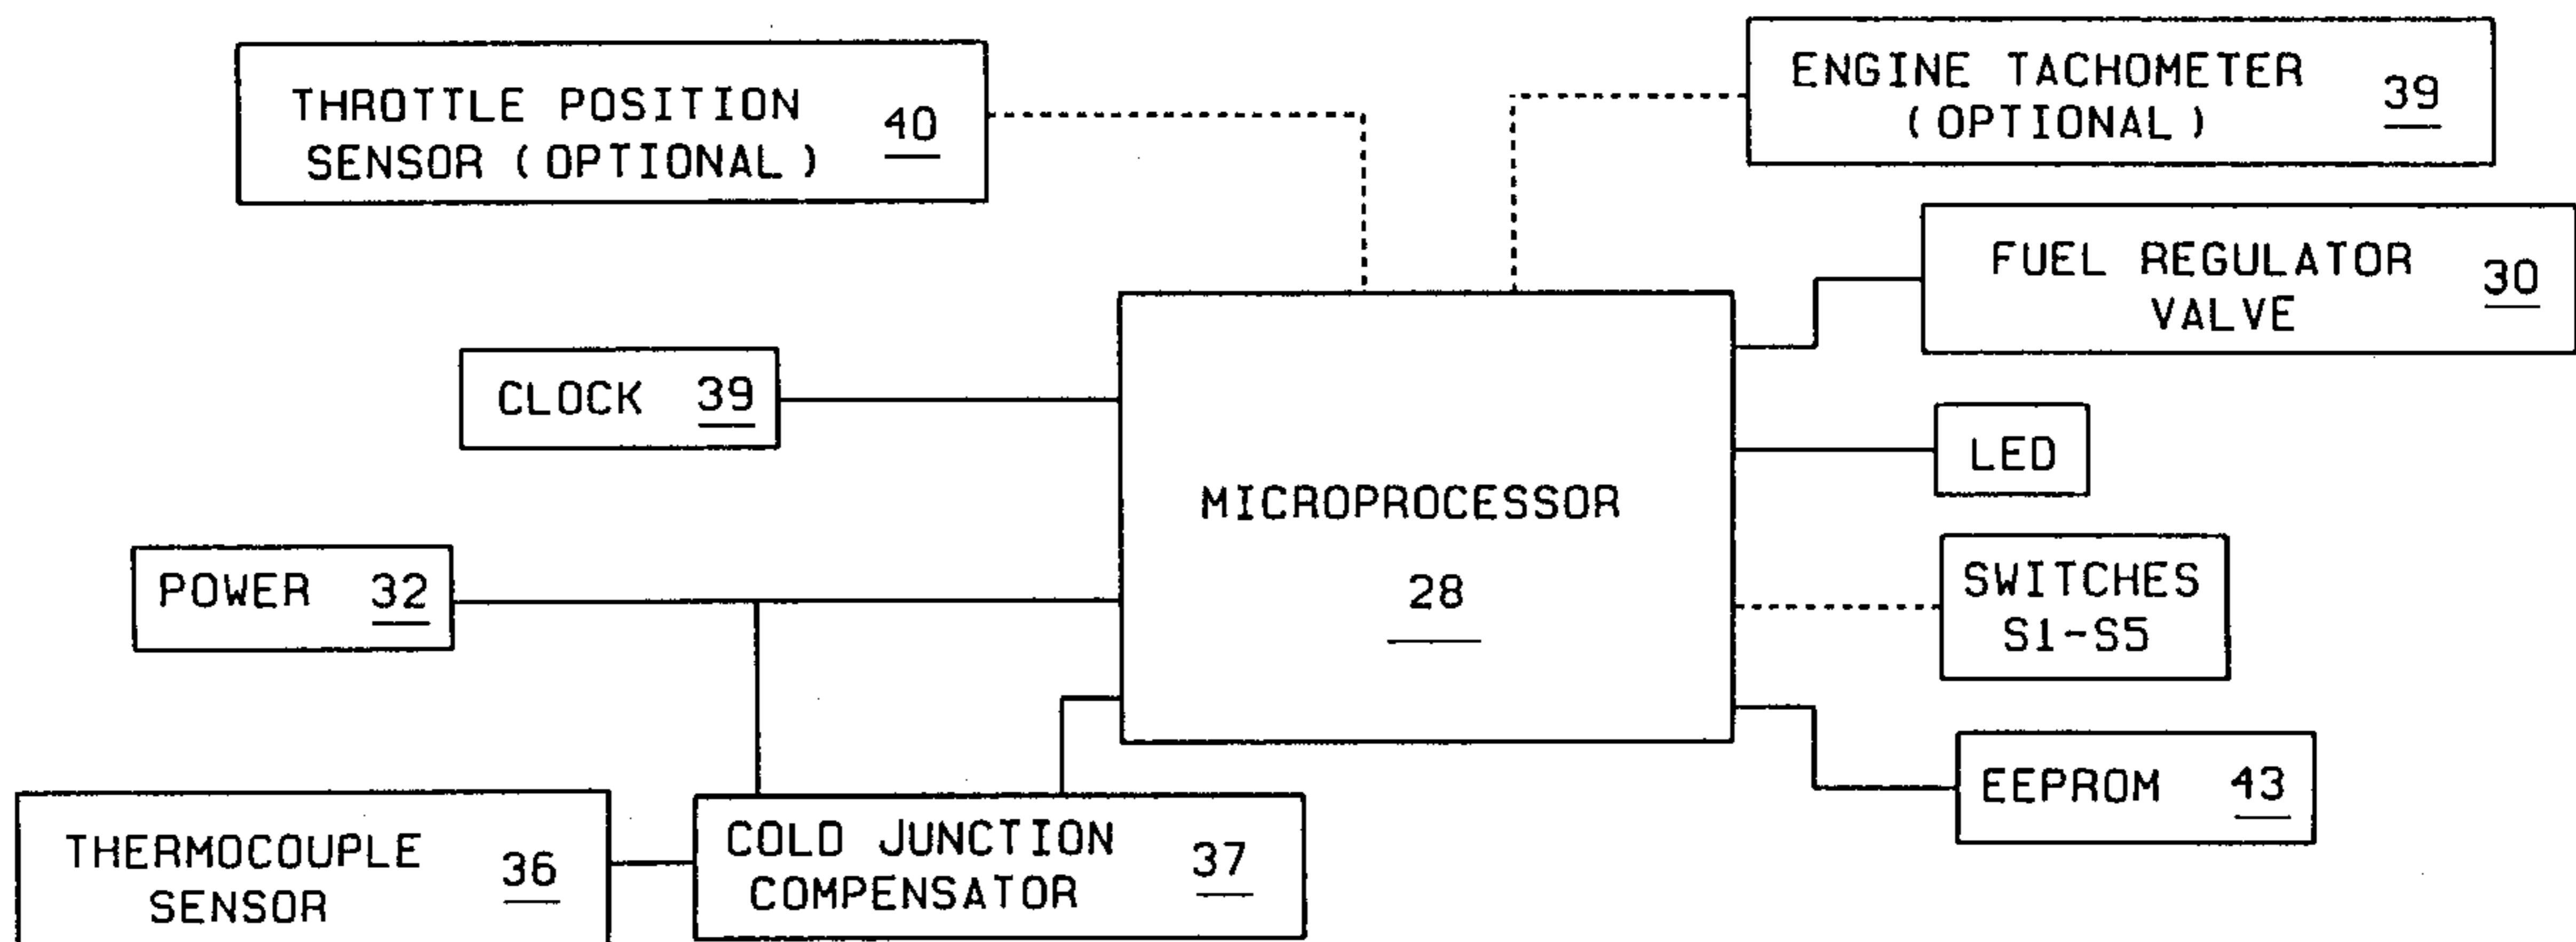 THROTTLE POSITION
SENSOR (OPTIONAL) 40
ENGINE TACHOMETER
(OPTIONAL) 39
FUEL REGULATOR
VALVE 30
CLOCK 39
LED
MICROPROCESSOR
28
SWITCHES
S1-S5
POWER 32
EEPROM 43
THERMOCOUPLE
SENSOR 36
COLD JUNCTION
COMPENSATOR 37